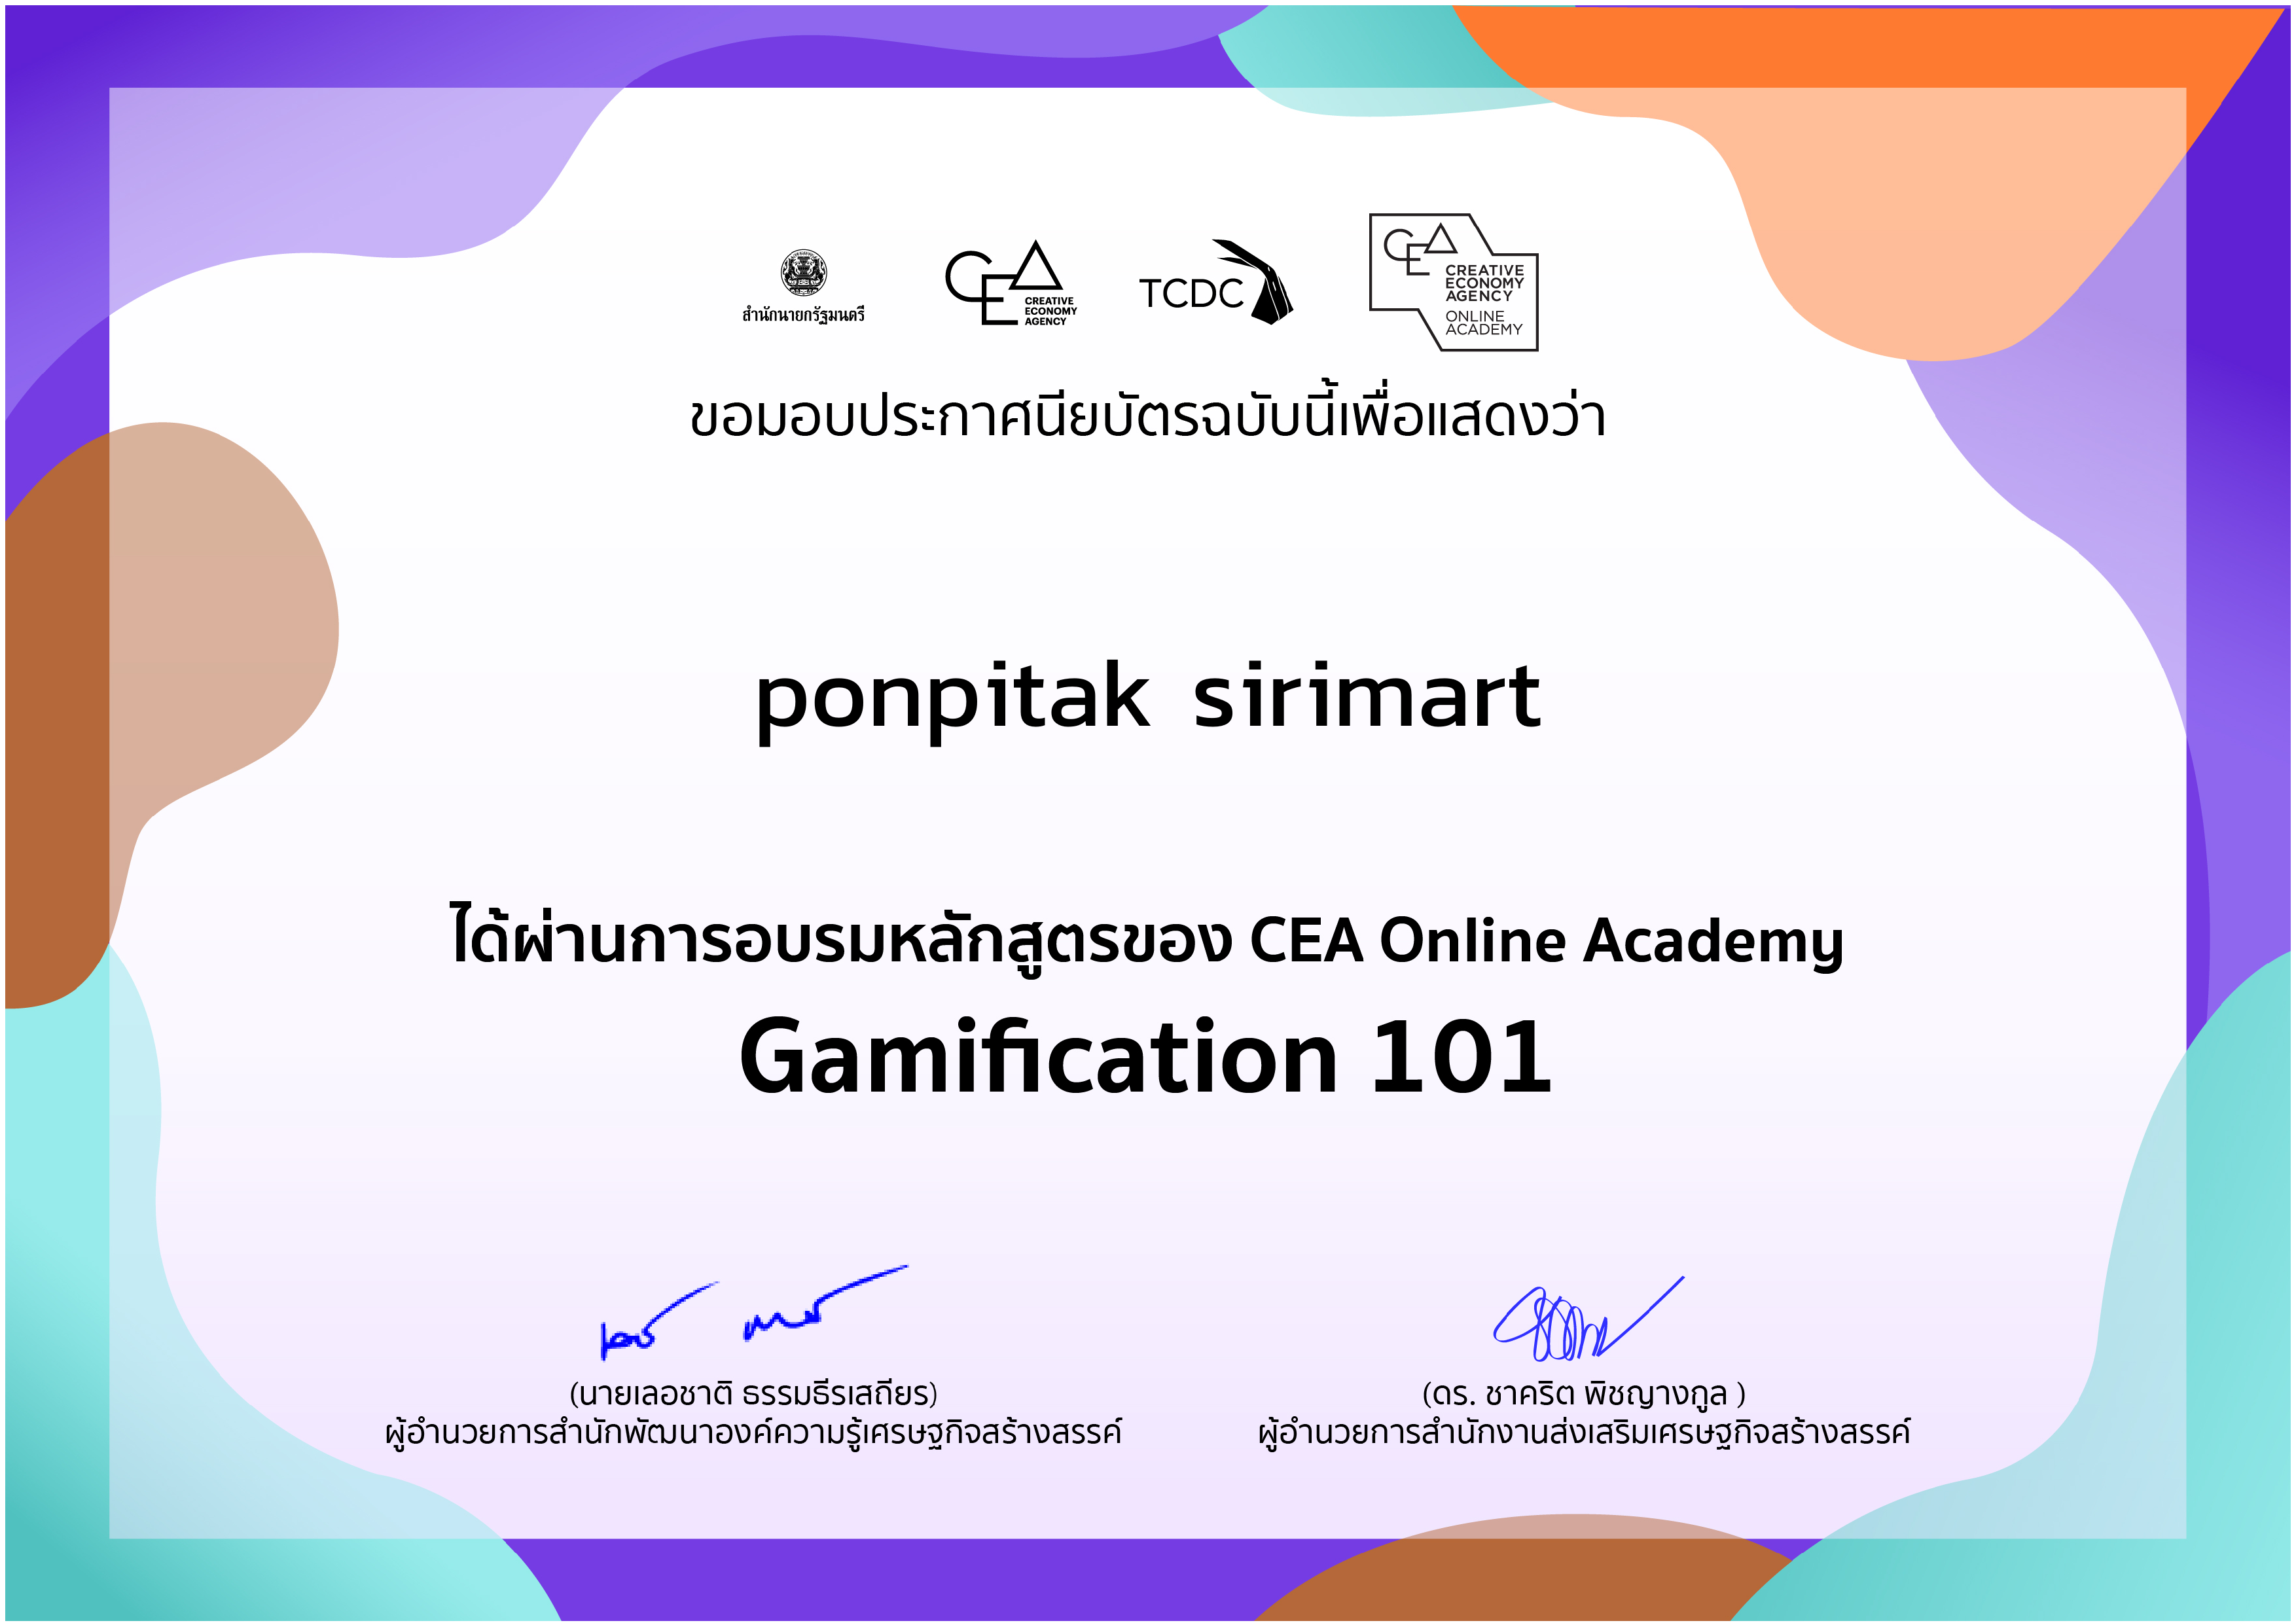 สำนักนายกรัฐมนตรี
CEA
CREATIVE
ECONOMY
AGENCY
TCDC
CEA
CREATIVE
ECONOMY
AGENCY
ONLINE
ACADEMY
ขอมอบประกาศนียบัตรฉบับนี้เพื่อแสดงว่า
ponpitak sirimart
ได้ผ่านการอบรมหลักสูตรของ CEA Online Academy
Gamification 101
(นายเลอชาติ ธรรมธีรเสถียร)
ผู้อำนวยการสำนักพัฒนาองค์ความรู้เศรษฐกิจสร้างสรรค์
(ดร. ชาคริต พิชญางกูล )
ผู้อำนวยการสำนักงานส่งเสริมเศรษฐกิจสร้างสรรค์